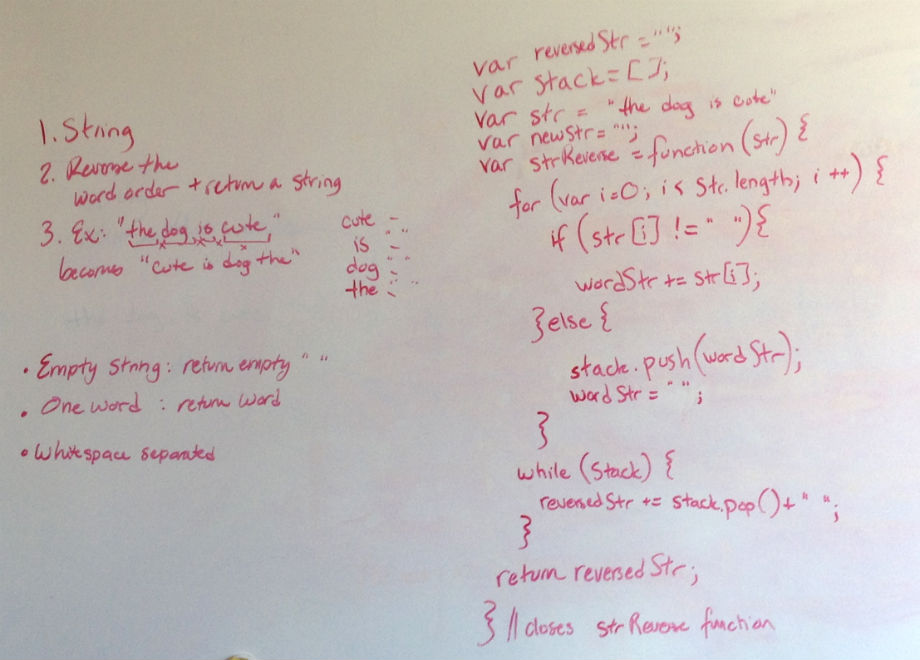 1. String
2. Reverse the
word order + return a string
3. Ex: "the dog is cute,"
becomes "cute is dog the"
cute -
is " "
dog " "
the " "
• Empty String: return empty " "
• One word : return word
• Whitespace separated
var reversedStr = "";
var stack = [ ];
var str = "the dog is cute"
var newStr = "";
var strReverse = function (str) {
for (var i=0; i < str.length; i ++) {
if (str[i] != " "){
wordStr += str[i];
}else {
stack.push(wordStr);
wordStr = " ";
}
while (stack) {
reversedStr += stack.pop()+ " ";
}
return reversedStr;
} // closes strReverse function